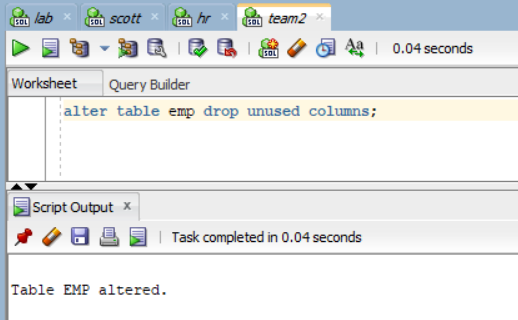 lab × scott × hr × team2 ×
0.04 seconds
Worksheet Query Builder
alter table emp drop unused columns;
Script Output ×
Task completed in 0.04 seconds
Table EMP altered.